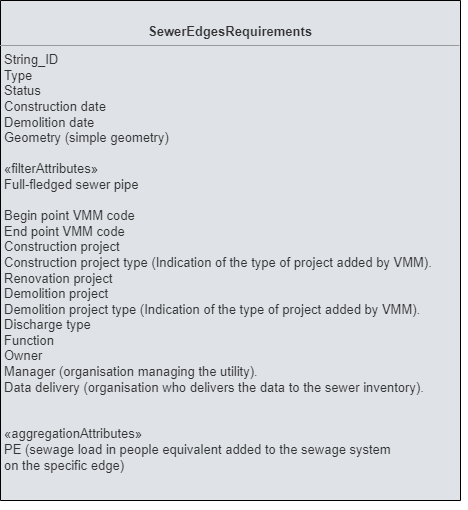 SewerEdgesRequirements
String_ID
Type
Status
Construction date
Demolition date
Geometry (simple geometry)
«filterAttributes»
Full-fledged sewer pipe
Begin point VMM code
End point VMM code
Construction project
Construction project type (Indication of the type of project added by VMM).
Renovation project
Demolition project
Demolition project type (Indication of the type of project added by VMM).
Discharge type
Function
Owner
Manager (organisation managing the utility).
Data delivery (organisation who delivers the data to the sewer inventory).
«aggregationAttributes»
PE (sewage load in people equivalent added to the sewage system
on the specific edge)